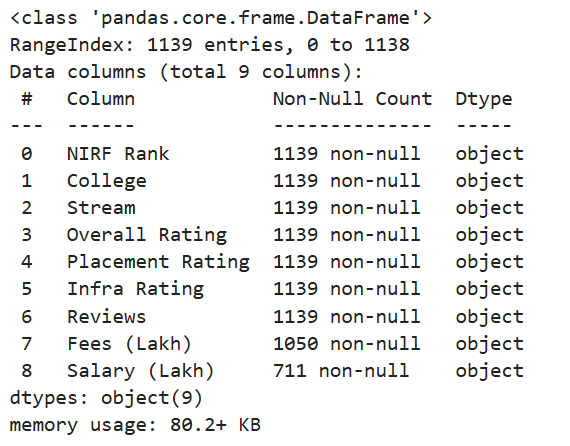 <class 'pandas.core.frame.DataFrame'>
RangeIndex: 1139 entries, 0 to 1138
Data columns (total 9 columns):
 #   Column            Non-Null Count  Dtype
---  ------            --------------  -----
 0   NIRF Rank         1139 non-null   object
 1   College           1139 non-null   object
 2   Stream            1139 non-null   object
 3   Overall Rating    1139 non-null   object
 4   Placement Rating  1139 non-null   object
 5   Infra Rating      1139 non-null   object
 6   Reviews           1139 non-null   object
 7   Fees (Lakh)       1050 non-null   object
 8   Salary (Lakh)     711 non-null    object
dtypes: object(9)
memory usage: 80.2+ KB